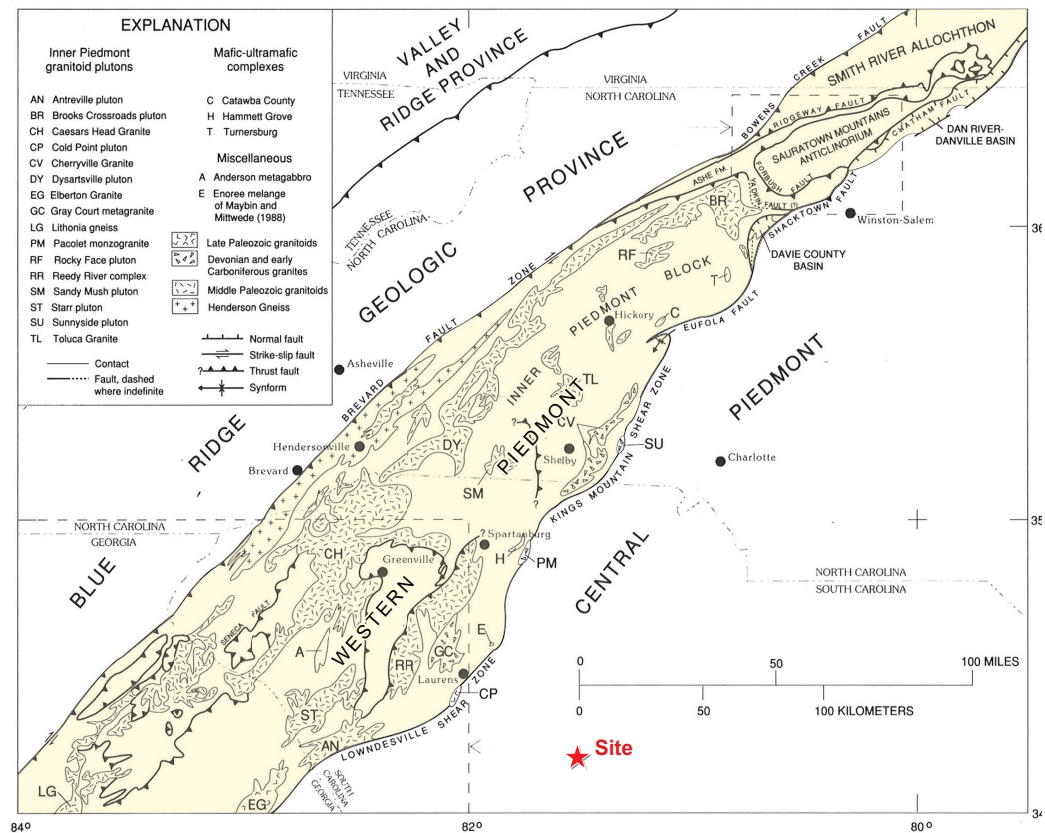 EXPLANATION
Inner Piedmont
granitoid plutons
AN Antreville pluton
BR Brooks Crossroads pluton
CH Caesars Head Granite
CP Cold Point pluton
CV Cherryville Granite
DY Dysartsville pluton
EG Elberton Granite
GC Gray Court metagranite
LG Lithonia gneiss
PM Pacolet monzogranite
RF Rocky Face pluton
RR Reedy River complex
SM Sandy Mush pluton
ST Starr pluton
SU Sunnyside pluton
TL Toluca Granite
Contact
Fault, dashed
where indefinite
Mafic-ultramafic
complexes
C Catawba County
H Hammett Grove
T Turnersburg
Miscellaneous
A Anderson metagabbro
E Enoree melange
of Maybin and
Mittwede (1988)
Late Paleozoic granitoids
Devonian and early
Carboniferous granites
Middle Paleozoic granitoids
Henderson Gneiss
Normal fault
Strike-slip fault
? Thrust fault
Synform
VALLEY
AND
RIDGE PROVINCE
VIRGINIA
TENNESSEE
VIRGINIA
NORTH CAROLINA
BOWENS CREEK FAULT
SMITH RIVER ALLOCHTHON
RIDGEWAY FAULT
SAURATOWN MOUNTAINS
ANTICLINORIUM
CHATHAM FAULT
DAN RIVER-
DANVILLE BASIN
FORBUSH FAULT
YADKIN FAULT (?)
SHACKTOWN FAULT
Winston-Salem
DAVIE COUNTY
BASIN
ASHE FM.
BR
RF
T
C
EUFOLA FAULT
36
TENNESSEE
NORTH CAROLINA
BLUE RIDGE GEOLOGIC PROVINCE
BREVARD FAULT ZONE
INNER PIEDMONT BLOCK
Hickory
Asheville
TL
CV
SU
Shelby
DY
SM
Hendersonville
Brevard
KINGS MOUNTAIN SHEAR ZONE
Charlotte
WESTERN PIEDMONT
CENTRAL PIEDMONT
NORTH CAROLINA
GEORGIA
35
? Spartanburg
H
PM
CH
Greenville
NORTH CAROLINA
SOUTH CAROLINA
SENECA FAULT
A
E
RR
GC
Laurens
CP
ST
AN
LOWNDESVILLE SHEAR ZONE
SOUTH CAROLINA
GEORGIA
LG
EG
?
?
0 50 100 MILES
0 50 100 KILOMETERS
Site
84° 82° 80° 34